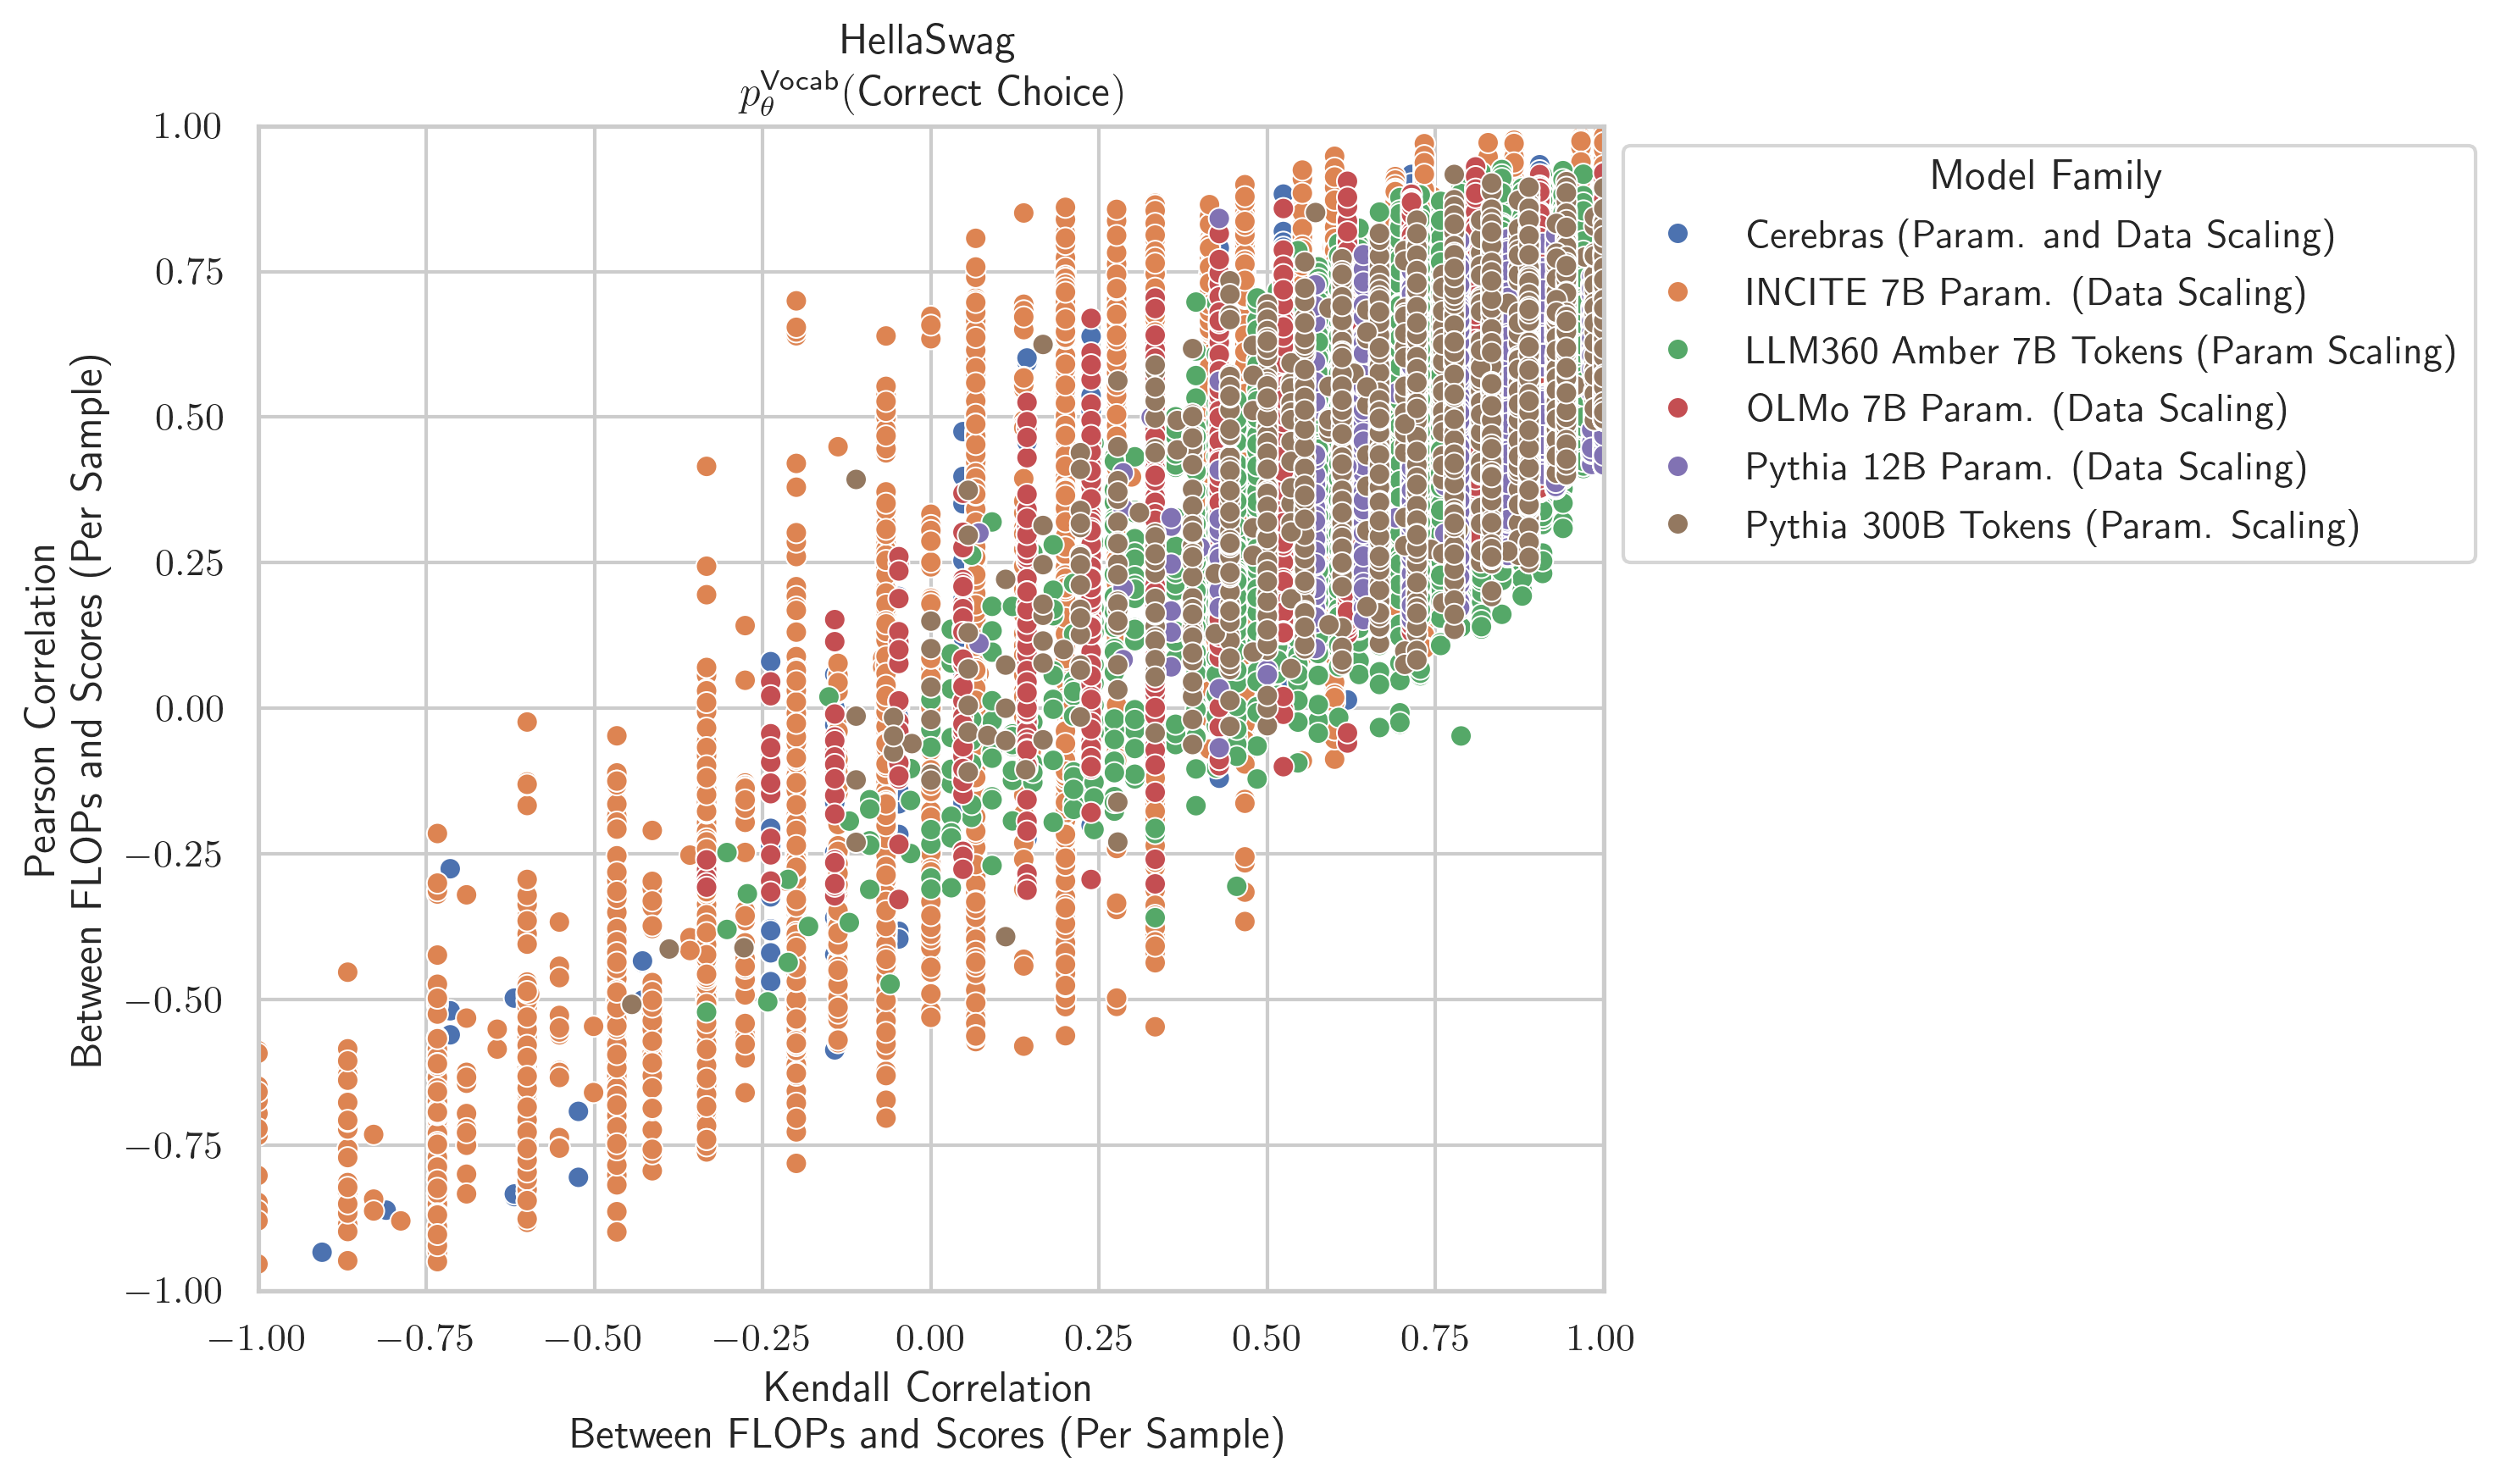 HellaSwag
p_θ^Vocab(Correct Choice)
1.00
0.75
0.50
0.25
0.00
−0.25
−0.50
−0.75
−1.00
Pearson Correlation
Between FLOPs and Scores (Per Sample)
−1.00 −0.75 −0.50 −0.25 0.00 0.25 0.50 0.75 1.00
Kendall Correlation
Between FLOPs and Scores (Per Sample)
Model Family
Cerebras (Param. and Data Scaling)
INCITE 7B Param. (Data Scaling)
LLM360 Amber 7B Tokens (Param Scaling)
OLMo 7B Param. (Data Scaling)
Pythia 12B Param. (Data Scaling)
Pythia 300B Tokens (Param. Scaling)